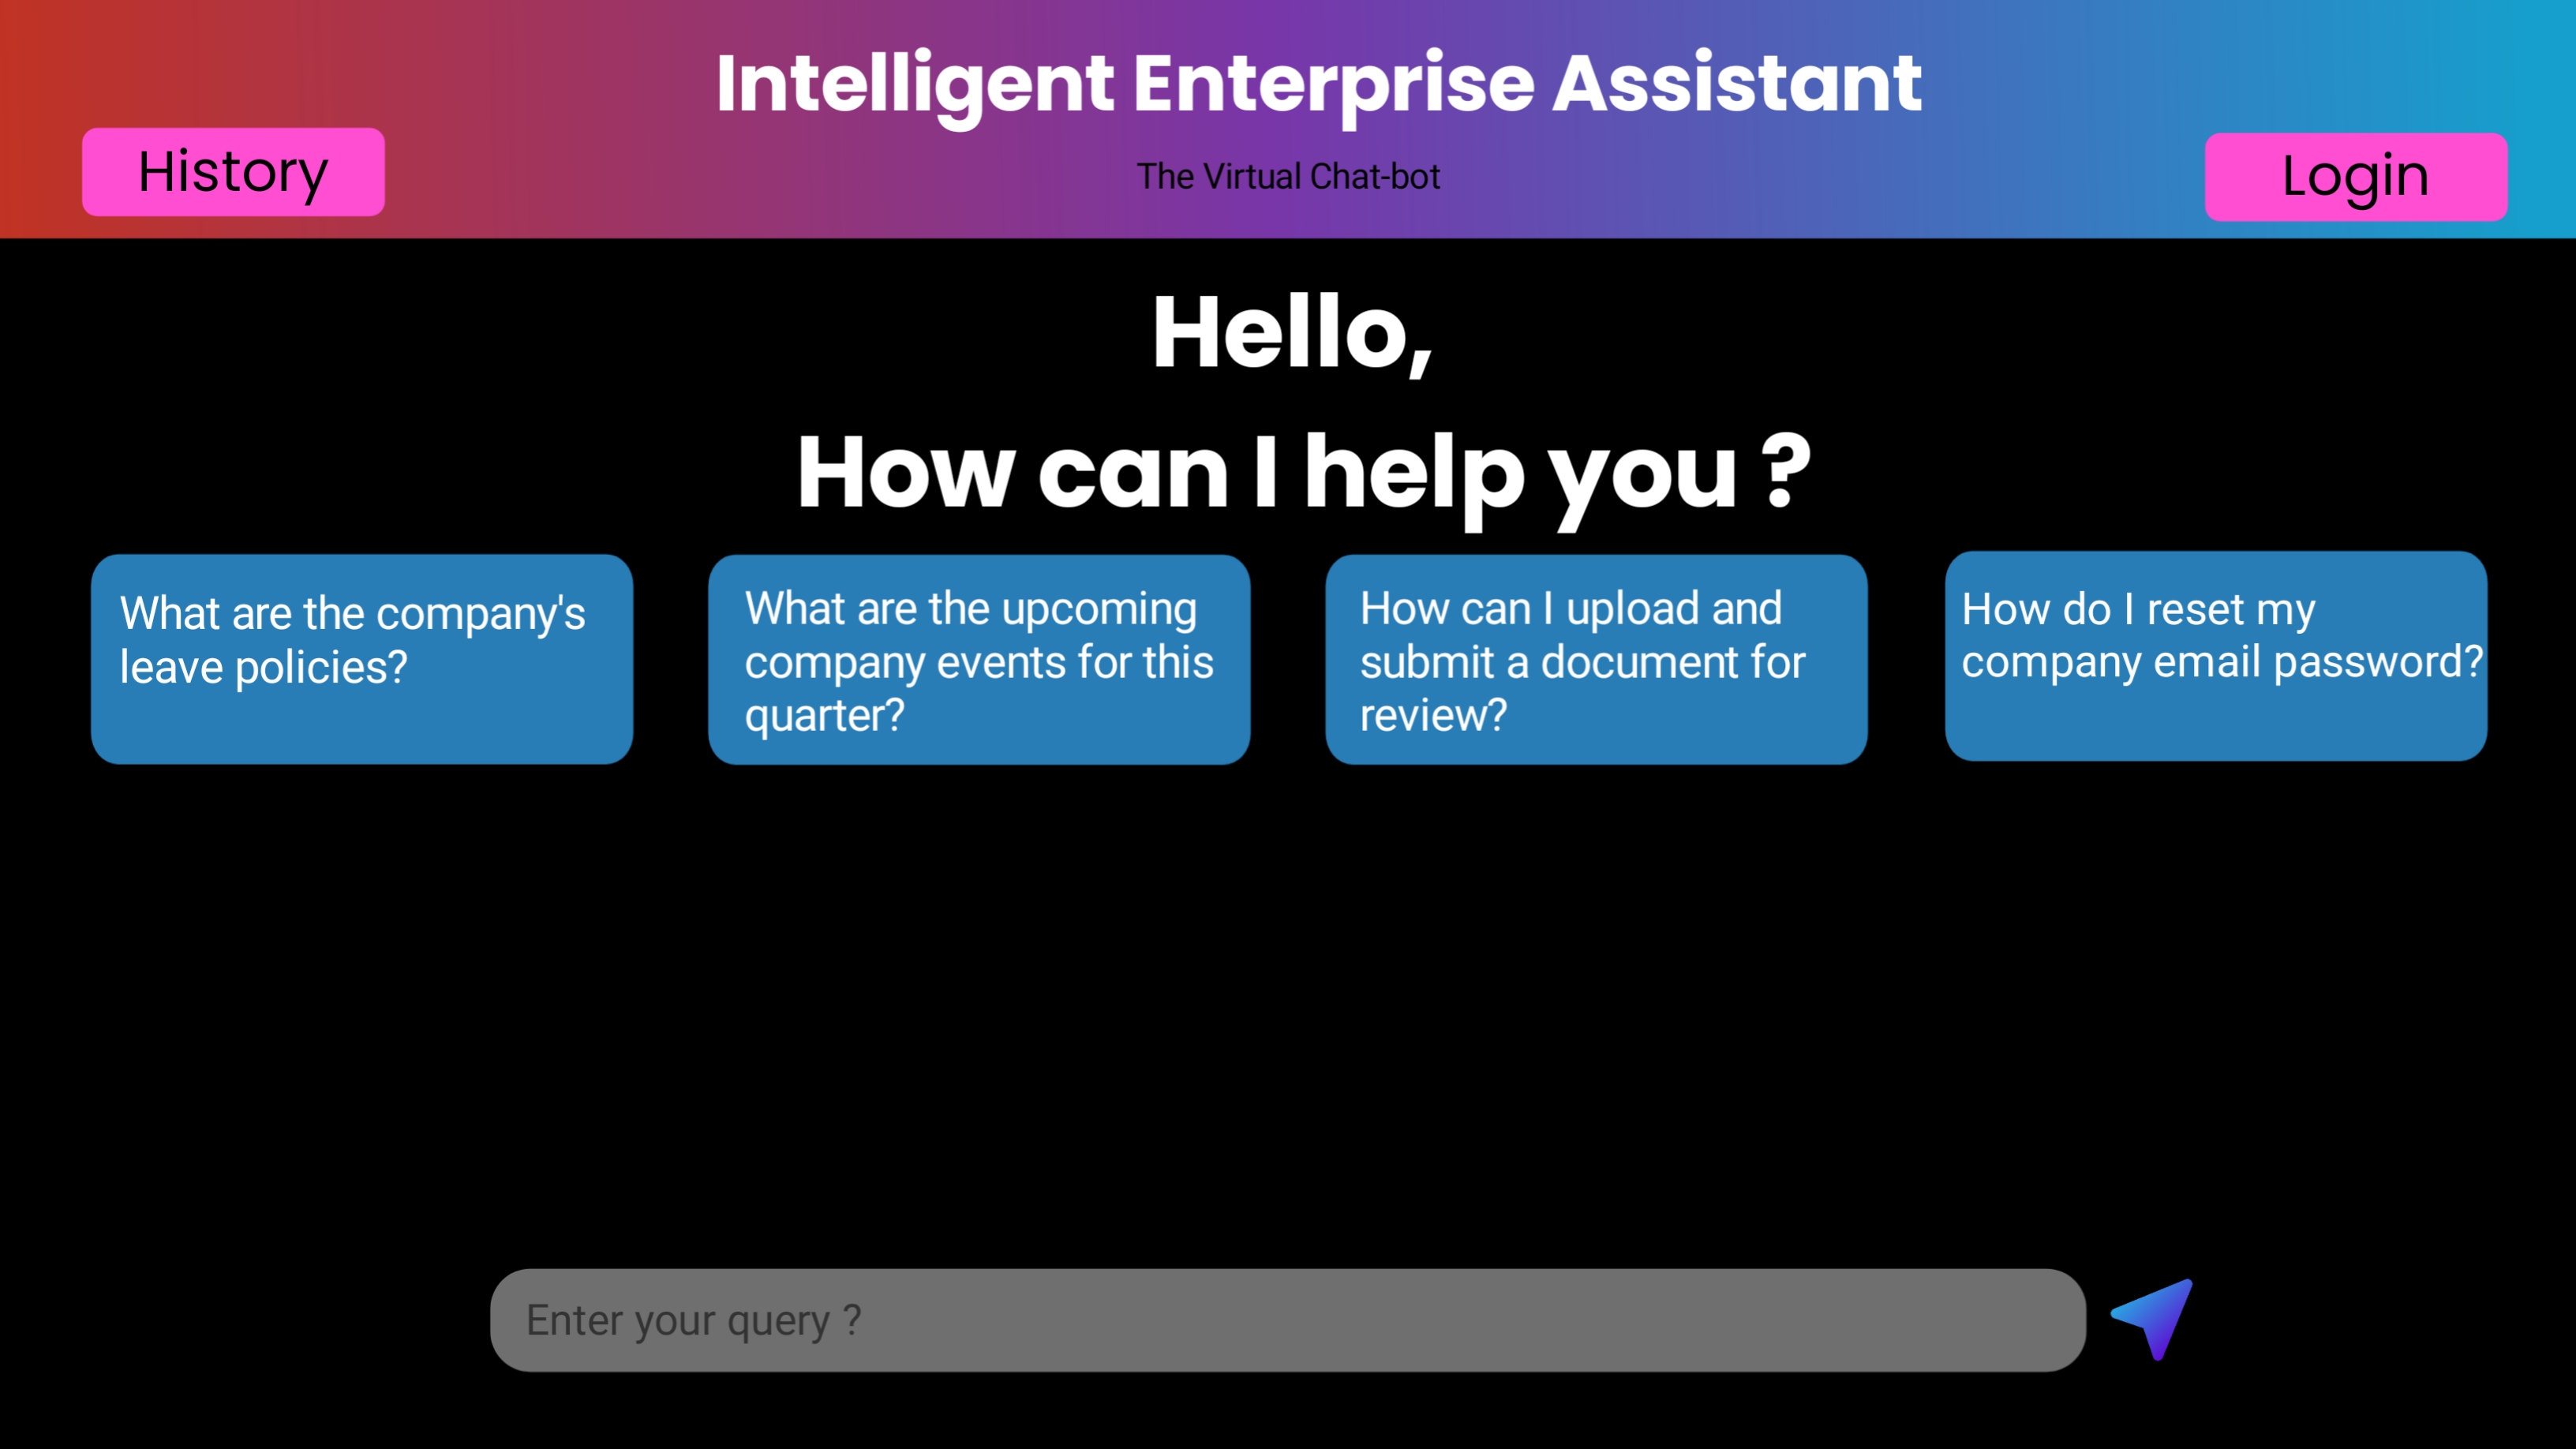 Intelligent Enterprise Assistant
History
The Virtual Chat-bot
Login
Hello,
How can I help you ?
What are the company's
leave policies?
What are the upcoming
company events for this
quarter?
How can I upload and
submit a document for
review?
How do I reset my
company email password?
Enter your query ?